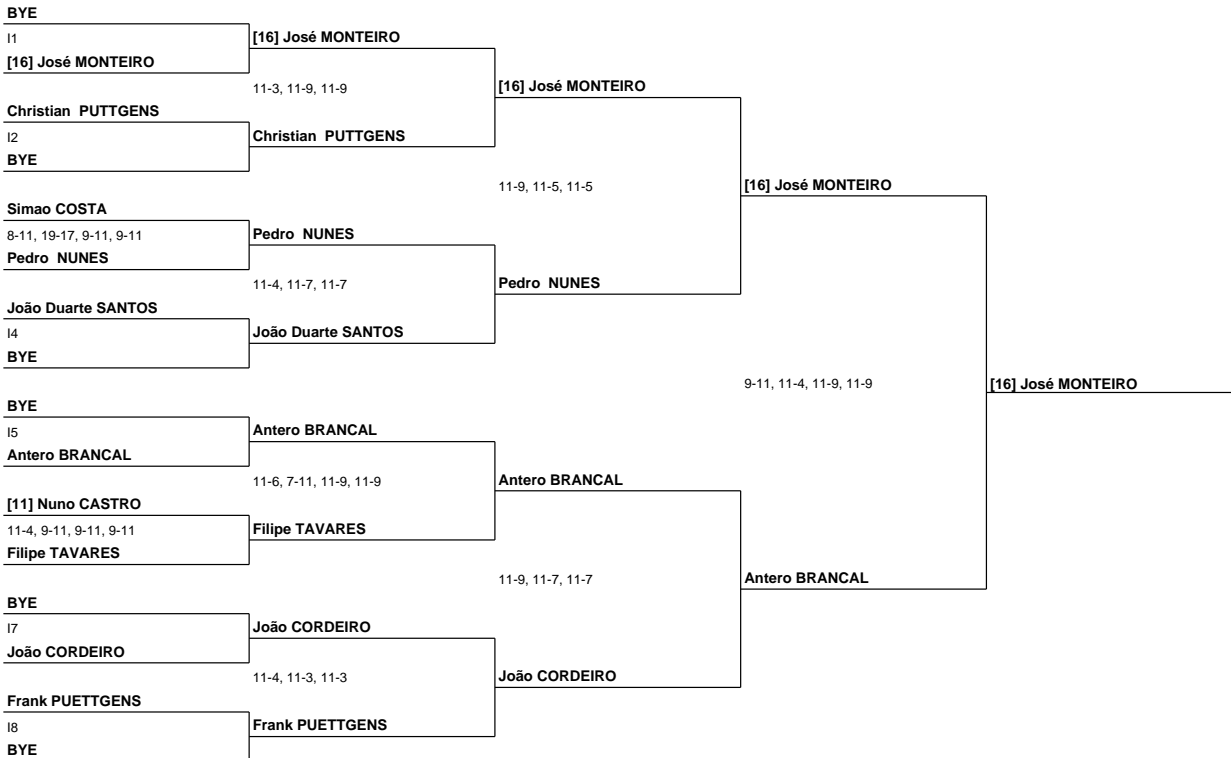 BYE
I1
[16] José MONTEIRO
[16] José MONTEIRO
11-3, 11-9, 11-9
[16] José MONTEIRO
Christian PUTTGENS
I2
Christian PUTTGENS
BYE
11-9, 11-5, 11-5
[16] José MONTEIRO
Simao COSTA
8-11, 19-17, 9-11, 9-11
Pedro NUNES
Pedro NUNES
11-4, 11-7, 11-7
Pedro NUNES
João Duarte SANTOS
I4
João Duarte SANTOS
BYE
9-11, 11-4, 11-9, 11-9
[16] José MONTEIRO
BYE
I5
Antero BRANCAL
Antero BRANCAL
11-6, 7-11, 11-9, 11-9
Antero BRANCAL
[11] Nuno CASTRO
11-4, 9-11, 9-11, 9-11
Filipe TAVARES
Filipe TAVARES
11-9, 11-7, 11-7
Antero BRANCAL
BYE
I7
João CORDEIRO
João CORDEIRO
11-4, 11-3, 11-3
João CORDEIRO
Frank PUETTGENS
I8
Frank PUETTGENS
BYE